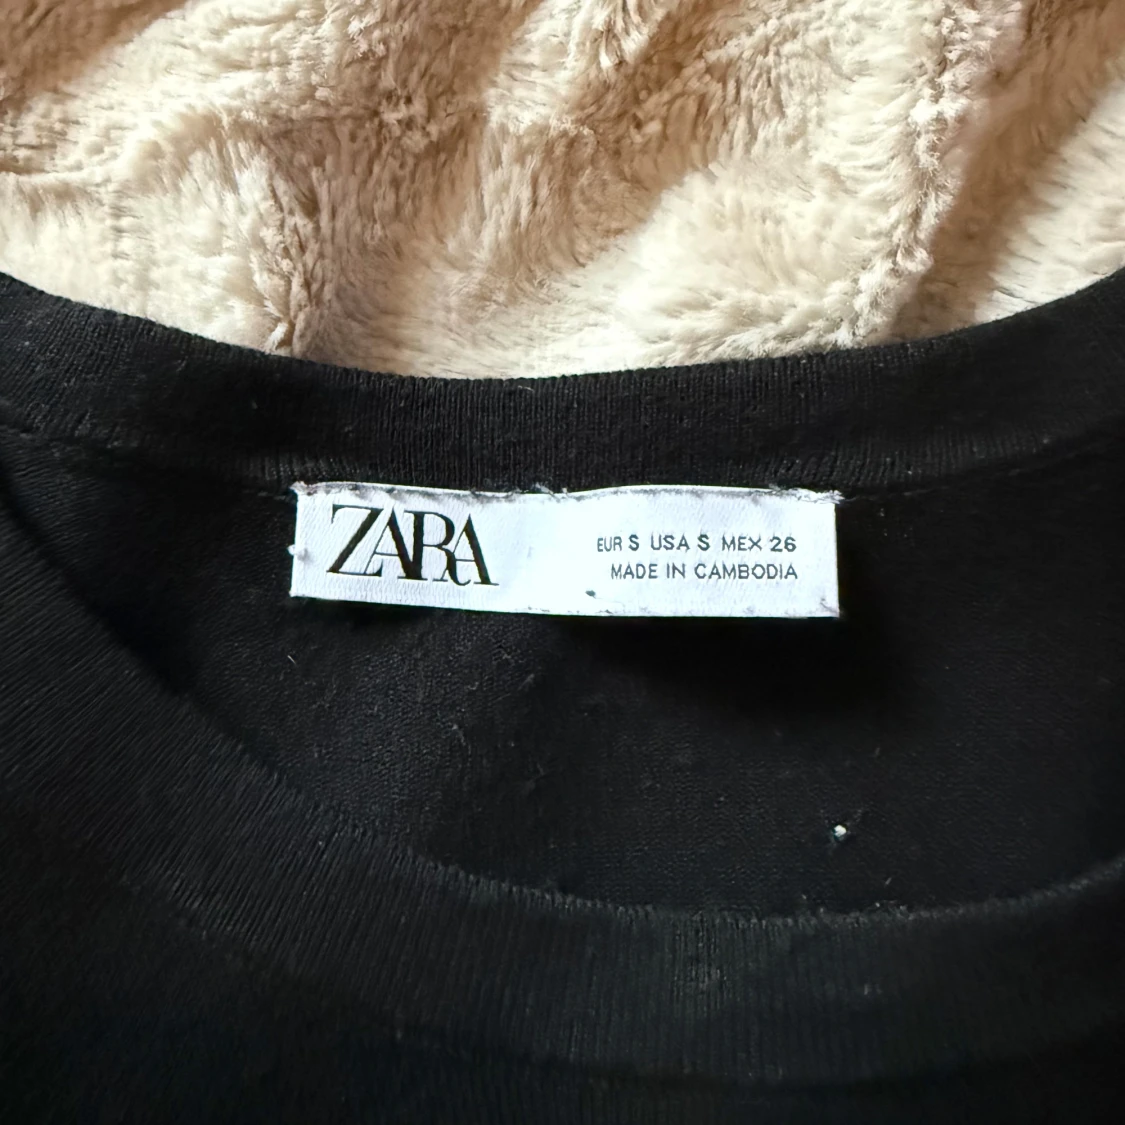 ZARA
EUR S USA S MEX 26
MADE IN CAMBODIA